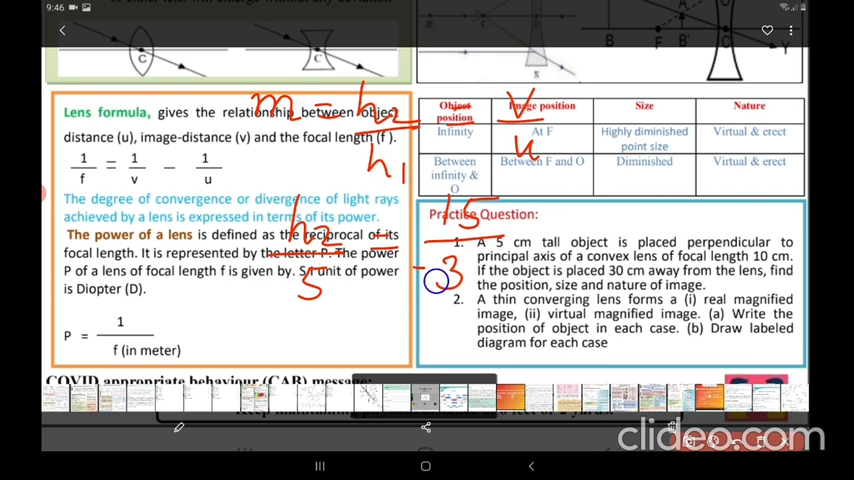 9:46
C
C
B
F
B'
C
Y
A
N
Lens formula, gives the relationship between object
distance (u), image-distance (v) and the focal length (f ).
1/f = 1/v − 1/u
The degree of convergence or divergence of light rays
achieved by a lens is expressed in terms of its power.
The power of a lens is defined as the reciprocal of its
focal length. It is represented by the letter P. The power
P of a lens of focal length f is given by. S/I unit of power
is Diopter (D).
P = 1
f (in meter)
m = h2/h1 = v/u
h2/5 = 15/-3
Object position Image position Size Nature
Infinity At F Highly diminished point size Virtual & erect
Between infinity & O Between F and O Diminished Virtual & erect
Practice Question:
1. A 5 cm tall object is placed perpendicular to
principal axis of a convex lens of focal length 10 cm.
If the object is placed 30 cm away from the lens, find
the position, size and nature of image.
2. A thin converging lens forms a (i) real magnified
image, (ii) virtual magnified image. (a) Write the
position of object in each case. (b) Draw labeled
diagram for each case
COVID appropriate behaviour (CAB) message:
clideo.com